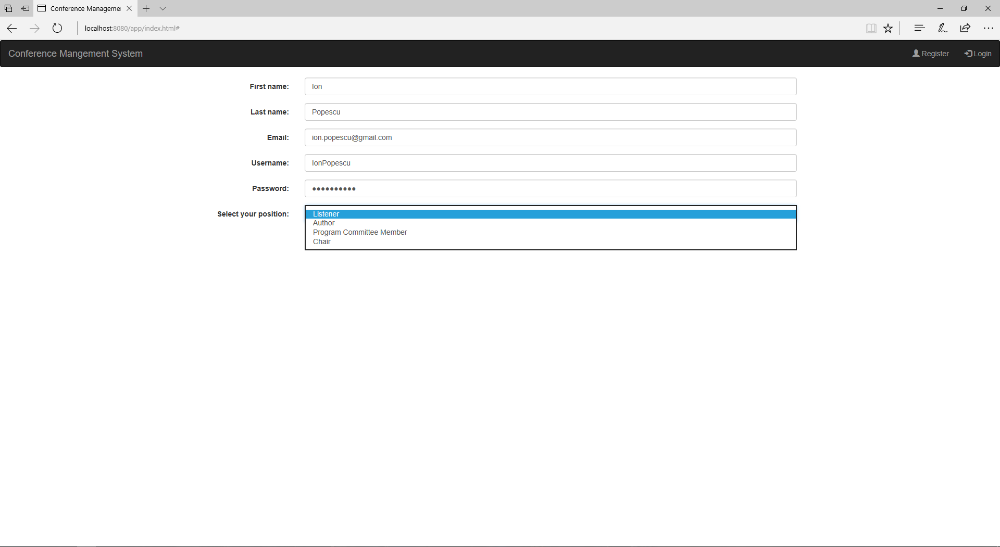 Conference Manageme
localhost:8080/app/index.html#
Conference Mangement System
Register
Login
First name:
Ion
Last name:
Popescu
Email:
ion.popescu@gmail.com
Username:
IonPopescu
Password:
●●●●●●●●●●
Select your position:
Listener
Author
Program Committee Member
Chair